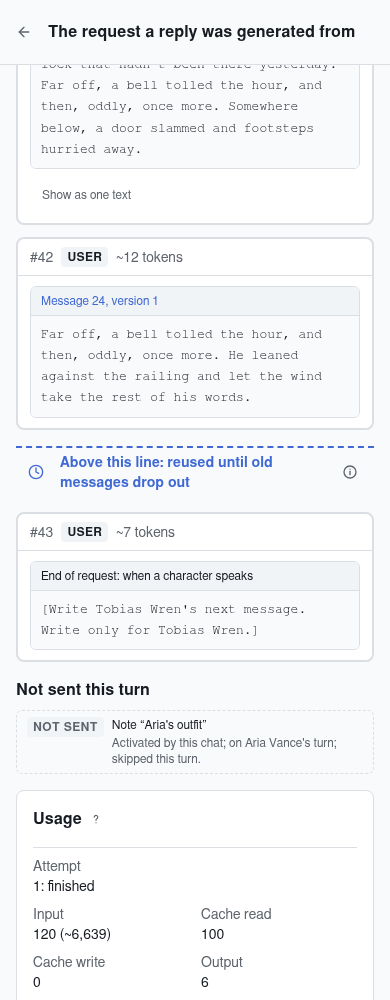 The request a reply was generated from
lock that hadn't been there yesterday.
Far off, a bell tolled the hour, and
then, oddly, once more. Somewhere
below, a door slammed and footsteps
hurried away.
Show as one text
#42 USER ~12 tokens
Message 24, version 1
Far off, a bell tolled the hour, and
then, oddly, once more. He leaned
against the railing and let the wind
take the rest of his words.
Above this line: reused until old
messages drop out
#43 USER ~7 tokens
End of request: when a character speaks
[Write Tobias Wren's next message.
Write only for Tobias Wren.]
Not sent this turn
NOT SENT Note “Aria's outfit”
Activated by this chat; on Aria Vance's turn;
skipped this turn.
Usage ?
Attempt
1: finished
Input Cache read
120 (~6,639) 100
Cache write Output
0 6